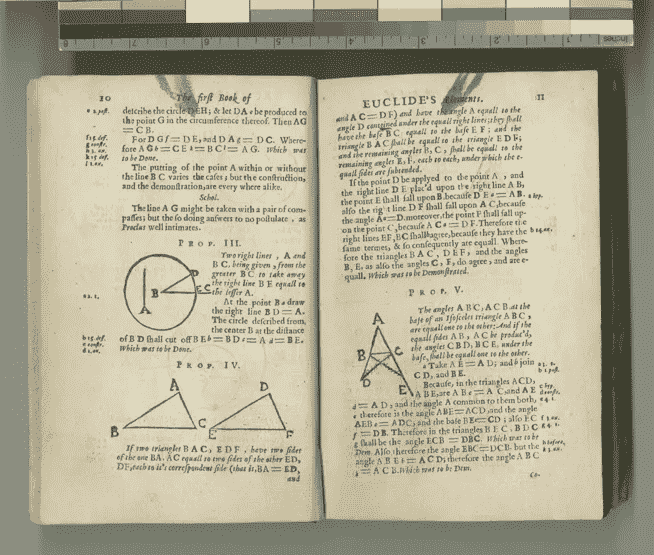 10 The first Book of
describe the circle DEH; & let DA be produced to
the point G in the circumference thereof. Then AG
= CB.
For DG = DE, and DA = DC. Where-
fore AG = CE = BC = AG. Which was
to be Done.
The putting of the point A within or without
the line BC varies the cases; but the construction,
and the demonstration, are every where alike.
Schol.
The line AG might be taken with a pair of com-
passes; but the so doing answers to no postulate, as
Proclus well intimates.
PROP. III.
Two right lines, A and
BC. being given, from the
greater BC. to take away
the right line BE equall to
the lesser A.
At the point B draw
the right line BD = A.
The circle described from
the center B at the distance
of BD shall cut off BE = BD = A = BE.
Which was to be Done.
D
B E C
A
PROP. IV.
A D
B C E F
If two triangles BAC, EDF, have two sides
of the one BA. AC equall to two sides of the other ED,
DF, each to it's correspondent side (that is, BA = ED,
and
EUCLIDE'S Elements. 11
and AC = DF) and have the angle A equall to the
angle D contained under the equall right lines; they shall
have the base BC equall to the base EF; and the
triangle BAC shall be equall to the triangle EDF;
and the remaining angles B, C, shall be equall to the
remaining angles E, F. each to each, under which the e-
quall sides are subtended.
If the point D be applyed to the point A, and
the right line DE plac'd upon the right line AB,
the point E shall fall upon B, because DE = AB.
also the right line DF shall fall upon AC, because
the angle A = D. moreover, the point F shall fall up-
on the point C, because AC = DF. Therefore the
right lines EF, BC shall agree, because they have the
same termes, & so consequently are equall. Where-
fore the triangles BAC, DEF, and the angles
B, E, as also the angles C, F, do agree, and are e-
quall. Which was to be Demonstrated.
PROP. V.
A
B C
D E
The angles ABC, ACB at the
base of an Isosceles triangle ABC,
are equall one to the other: And if the
equall sides AB, AC be produc'd,
the angles CBD, BCE, under the
base, shall be equall one to the other.
Take AE = AD; and join
CD, and BE.
Because, in the triangles ACD,
ABE, are AB = AC, and AE
= AD, and the angle A common to them both,
therefore is the angle ABE = ACD, and the angle
AEB = ADC, and the base BE = CD; also EC
= DB. Therefore in the triangles BEC, BDC
shall be the angle ECB = DBC. Which was to be
Dem. Also therefore the angle EBC = DCB. but the
angle ABE = ACD; therefore the angle ABC
= ACB. Which was to be Dem.